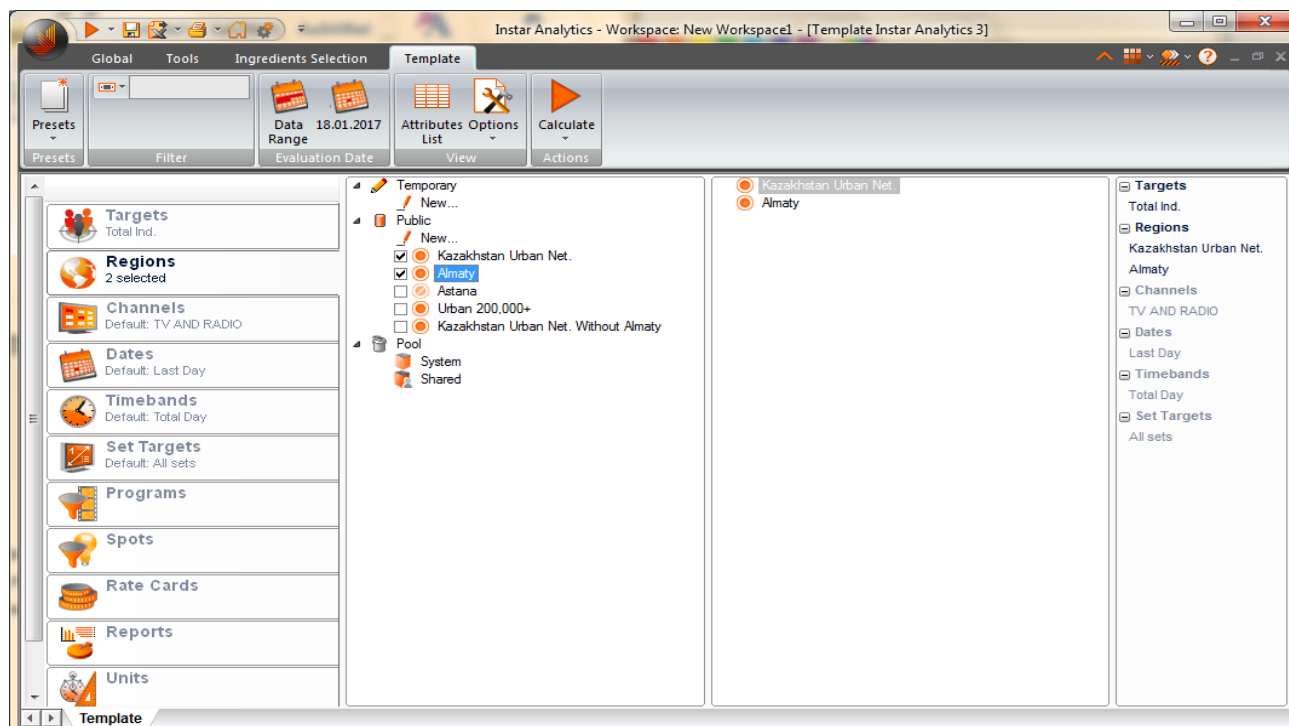 Instar Analytics - Workspace: New Workspace1 - [Template Instar Analytics 3]
Global Tools Ingredients Selection Template
Presets
Data Range
18.01.2017
Attributes List
Options
Calculate
Presets Filter Evaluation Date View Actions
Targets
Total Ind.
Regions
2 selected
Channels
Default: TV AND RADIO
Dates
Default: Last Day
Timebands
Default: Total Day
Set Targets
Default: All sets
Programs
Spots
Rate Cards
Reports
Units
Temporary
New...
Public
New...
Kazakhstan Urban Net.
Almaty
Astana
Urban 200,000+
Kazakhstan Urban Net. Without Almaty
Pool
System
Shared
Kazakhstan Urban Net.
Almaty
Targets
Total Ind.
Regions
Kazakhstan Urban Net.
Almaty
Channels
TV AND RADIO
Dates
Last Day
Timebands
Total Day
Set Targets
All sets
Template